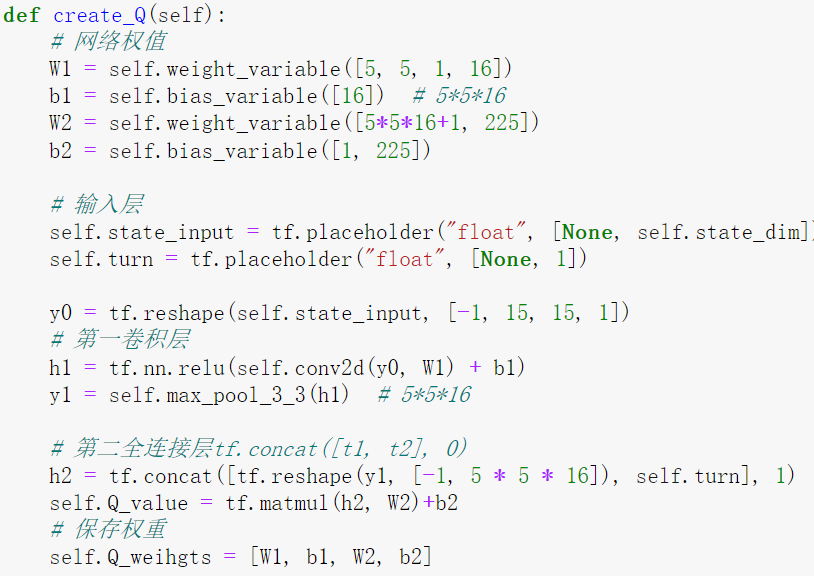 def create_Q(self):
    # 网络权值
    W1 = self.weight_variable([5, 5, 1, 16])
    b1 = self.bias_variable([16])  # 5*5*16
    W2 = self.weight_variable([5*5*16+1, 225])
    b2 = self.bias_variable([1, 225])

    # 输入层
    self.state_input = tf.placeholder("float", [None, self.state_dim])
    self.turn = tf.placeholder("float", [None, 1])

    y0 = tf.reshape(self.state_input, [-1, 15, 15, 1])
    # 第一卷积层
    h1 = tf.nn.relu(self.conv2d(y0, W1) + b1)
    y1 = self.max_pool_3_3(h1)  # 5*5*16

    # 第二全连接层tf.concat([t1, t2], 0)
    h2 = tf.concat([tf.reshape(y1, [-1, 5 * 5 * 16]), self.turn], 1)
    self.Q_value = tf.matmul(h2, W2)+b2
    # 保存权重
    self.Q_weihgts = [W1, b1, W2, b2]